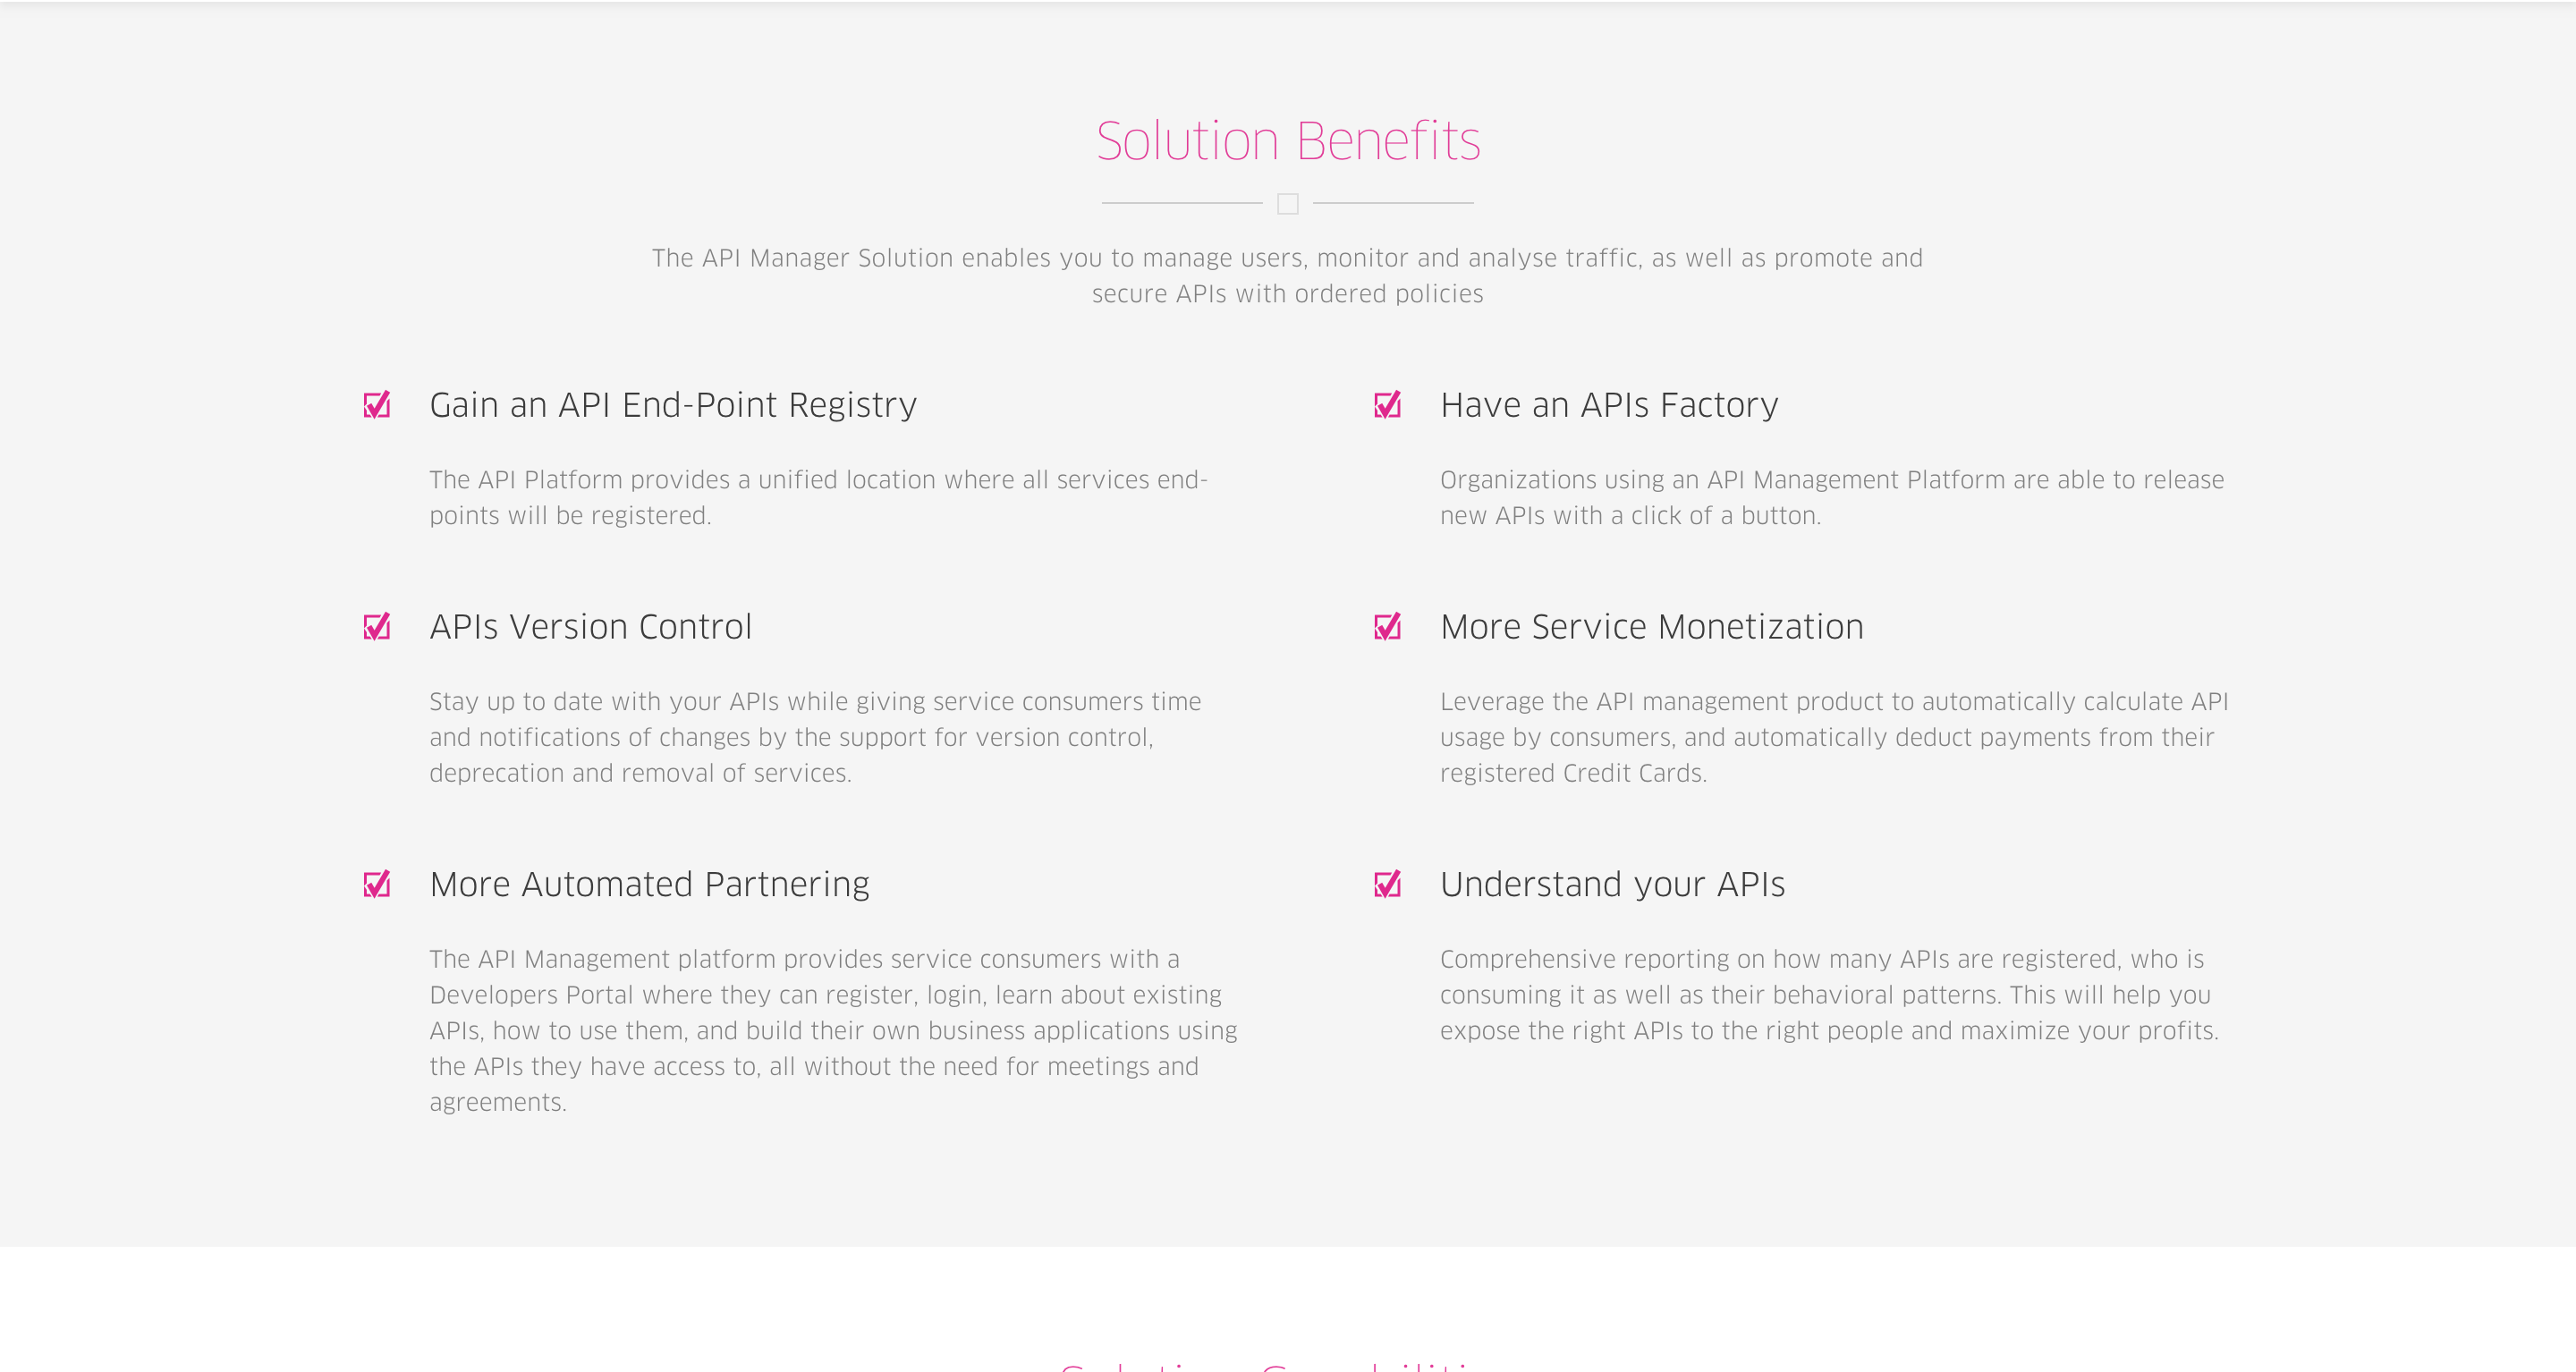 Solution Benefits
The API Manager Solution enables you to manage users, monitor and analyse traffic, as well as promote and
secure APIs with ordered policies
Gain an API End-Point Registry
The API Platform provides a unified location where all services end-
points will be registered.
Have an APIs Factory
Organizations using an API Management Platform are able to release
new APIs with a click of a button.
APIs Version Control
Stay up to date with your APIs while giving service consumers time
and notifications of changes by the support for version control,
deprecation and removal of services.
More Service Monetization
Leverage the API management product to automatically calculate API
usage by consumers, and automatically deduct payments from their
registered Credit Cards.
More Automated Partnering
The API Management platform provides service consumers with a
Developers Portal where they can register, login, learn about existing
APIs, how to use them, and build their own business applications using
the APIs they have access to, all without the need for meetings and
agreements.
Understand your APIs
Comprehensive reporting on how many APIs are registered, who is
consuming it as well as their behavioral patterns. This will help you
expose the right APIs to the right people and maximize your profits.